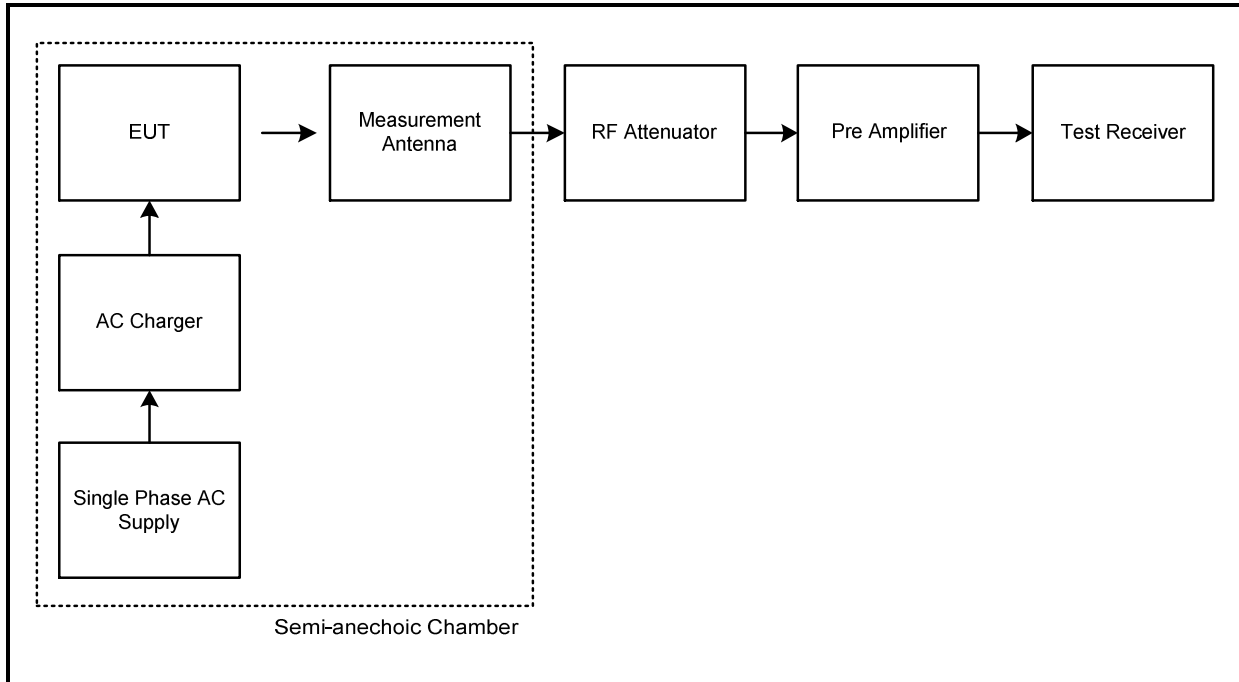 EUT
Measurement
Antenna
RF Attenuator
Pre Amplifier
Test Receiver
AC Charger
Single Phase AC
Supply
Semi-anechoic Chamber